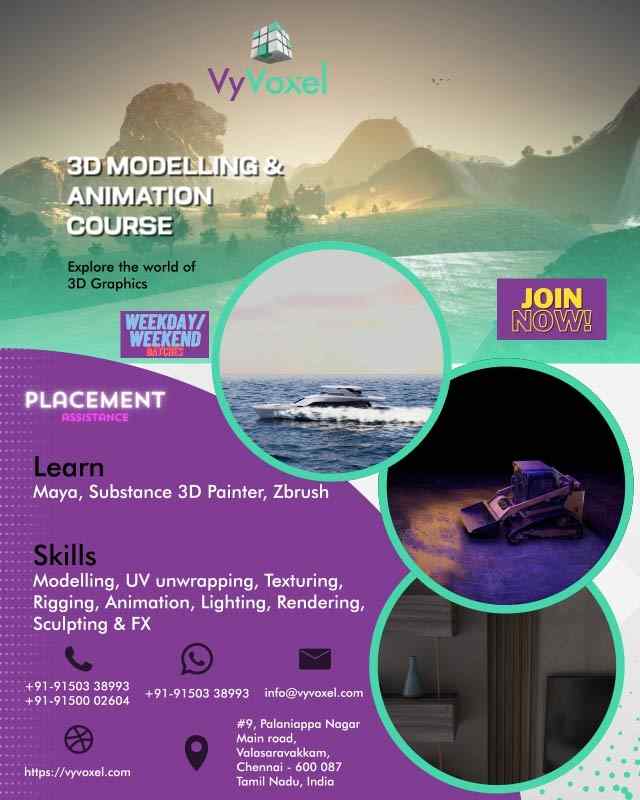 VyVoxel
3D MODELLING &
ANIMATION
COURSE
Explore the world of
3D Graphics
WEEKDAY/
WEEKEND
BATCHES
JOIN
NOW!
PLACEMENT
ASSISTANCE
Learn
Maya, Substance 3D Painter, Zbrush
Skills
Modelling, UV unwrapping, Texturing,
Rigging, Animation, Lighting, Rendering,
Sculpting & FX
+91-91503 38993
+91-91500 02604
+91-91503 38993
info@vyvoxel.com
https://vyvoxel.com
#9, Palaniappa Nagar
Main road,
Valasaravakkam,
Chennai - 600 087
Tamil Nadu, India